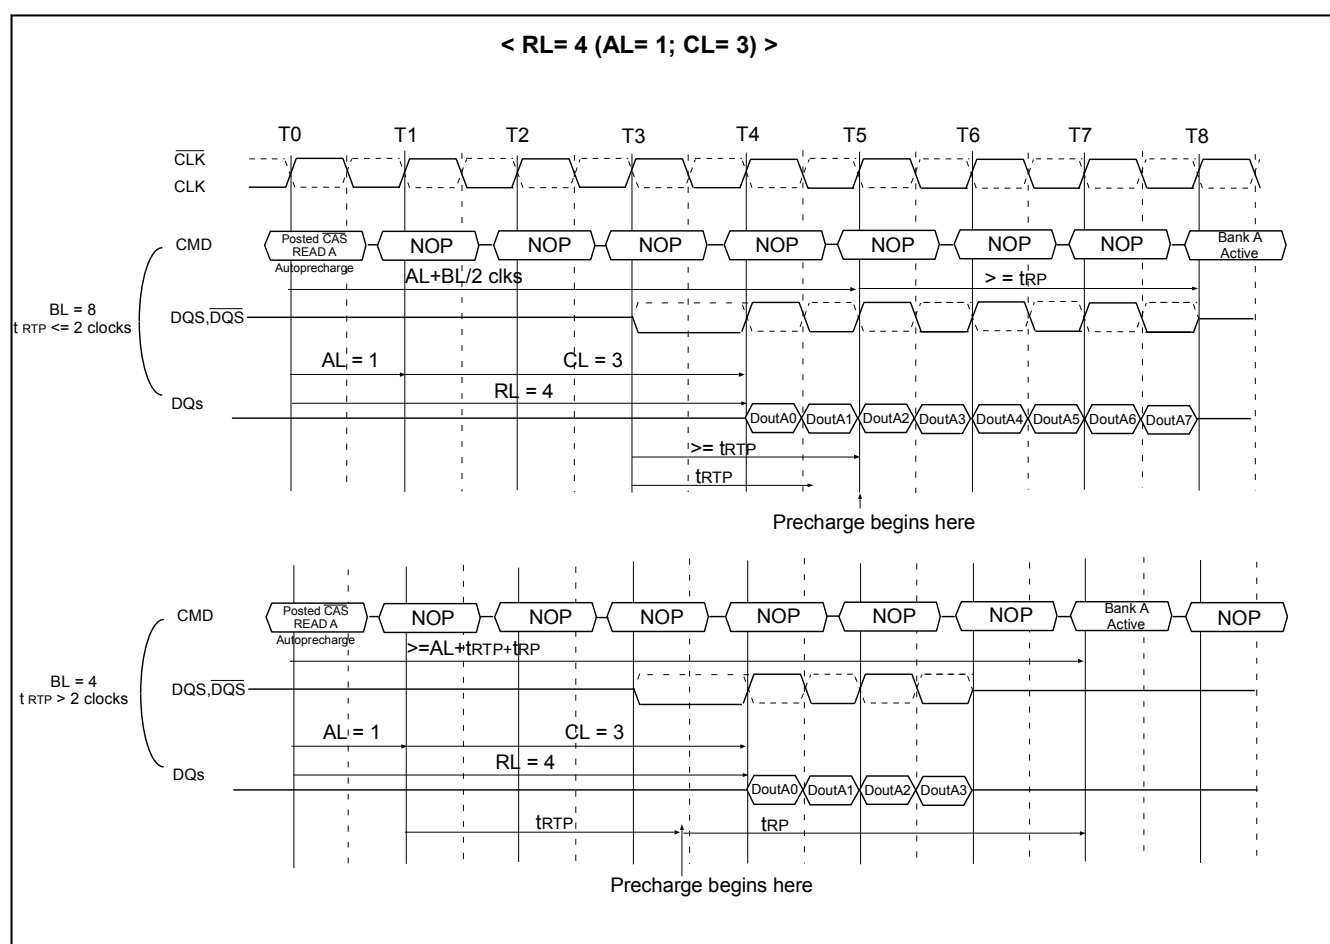 < RL= 4 (AL= 1; CL= 3) >
T0 T1 T2 T3 T4 T5 T6 T7 T8
CLK
CLK
CMD Posted CAS READ A Autoprecharge NOP NOP NOP NOP NOP NOP NOP Bank A Active
AL+BL/2 clks > = tRP
BL = 8
t RTP <= 2 clocks
DQS,DQS
AL = 1 CL = 3
RL = 4
DQs
DoutA0 DoutA1 DoutA2 DoutA3 DoutA4 DoutA5 DoutA6 DoutA7
>= tRTP
tRTP
Precharge begins here
CMD Posted CAS READ A Autoprecharge NOP NOP NOP NOP NOP NOP Bank A Active NOP
>=AL+tRTP+tRP
BL = 4
t RTP > 2 clocks
DQS,DQS
AL = 1 CL = 3
RL = 4
DQs
DoutA0 DoutA1 DoutA2 DoutA3
tRTP tRP
Precharge begins here